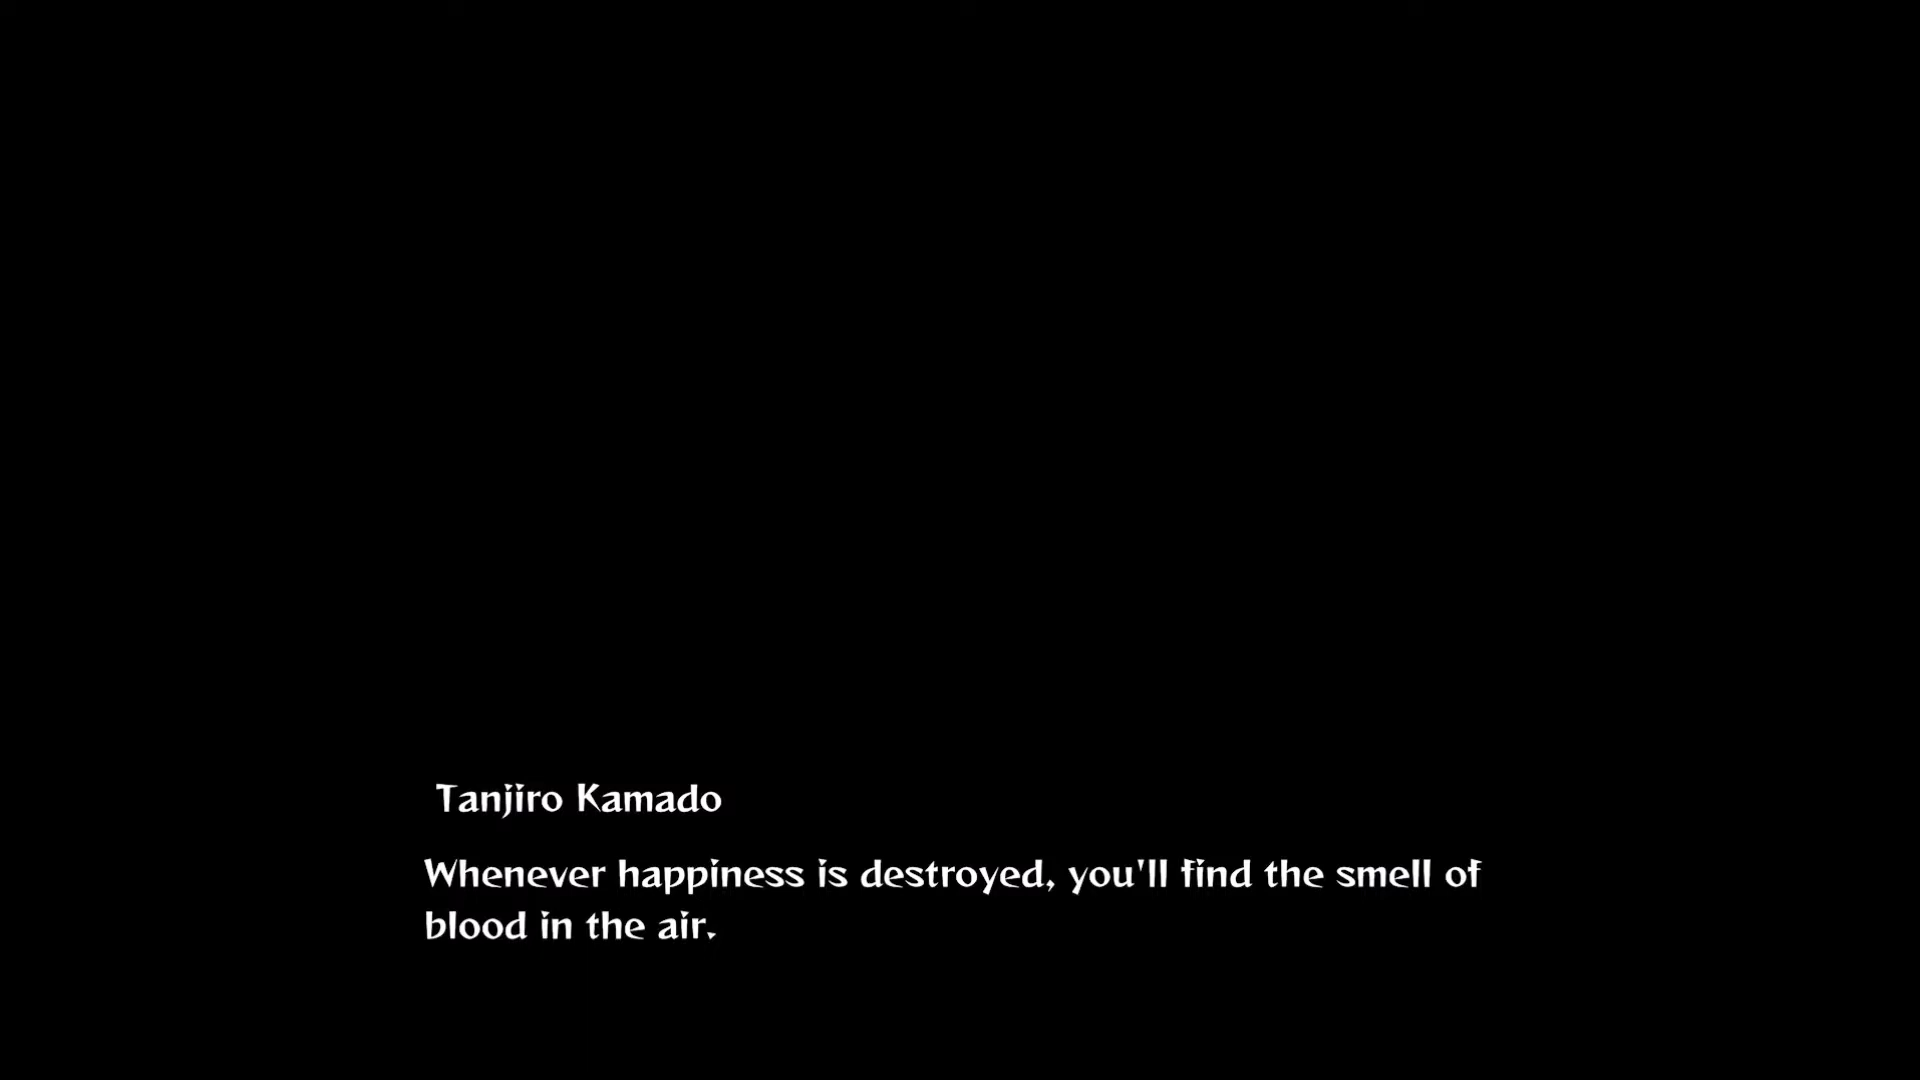 Tanjiro Kamado
Whenever happiness is destroyed, you'll find the smell of
blood in the air.